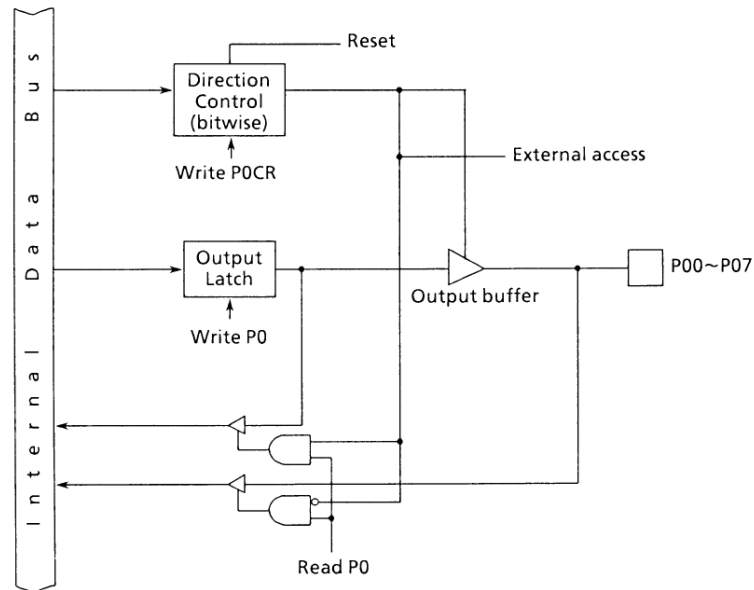 Reset
Direction
Control
(bitwise)
External access
Write P0CR
Output
Latch
P00~P07
Output buffer
Write P0
Read P0
Internal Data Bus